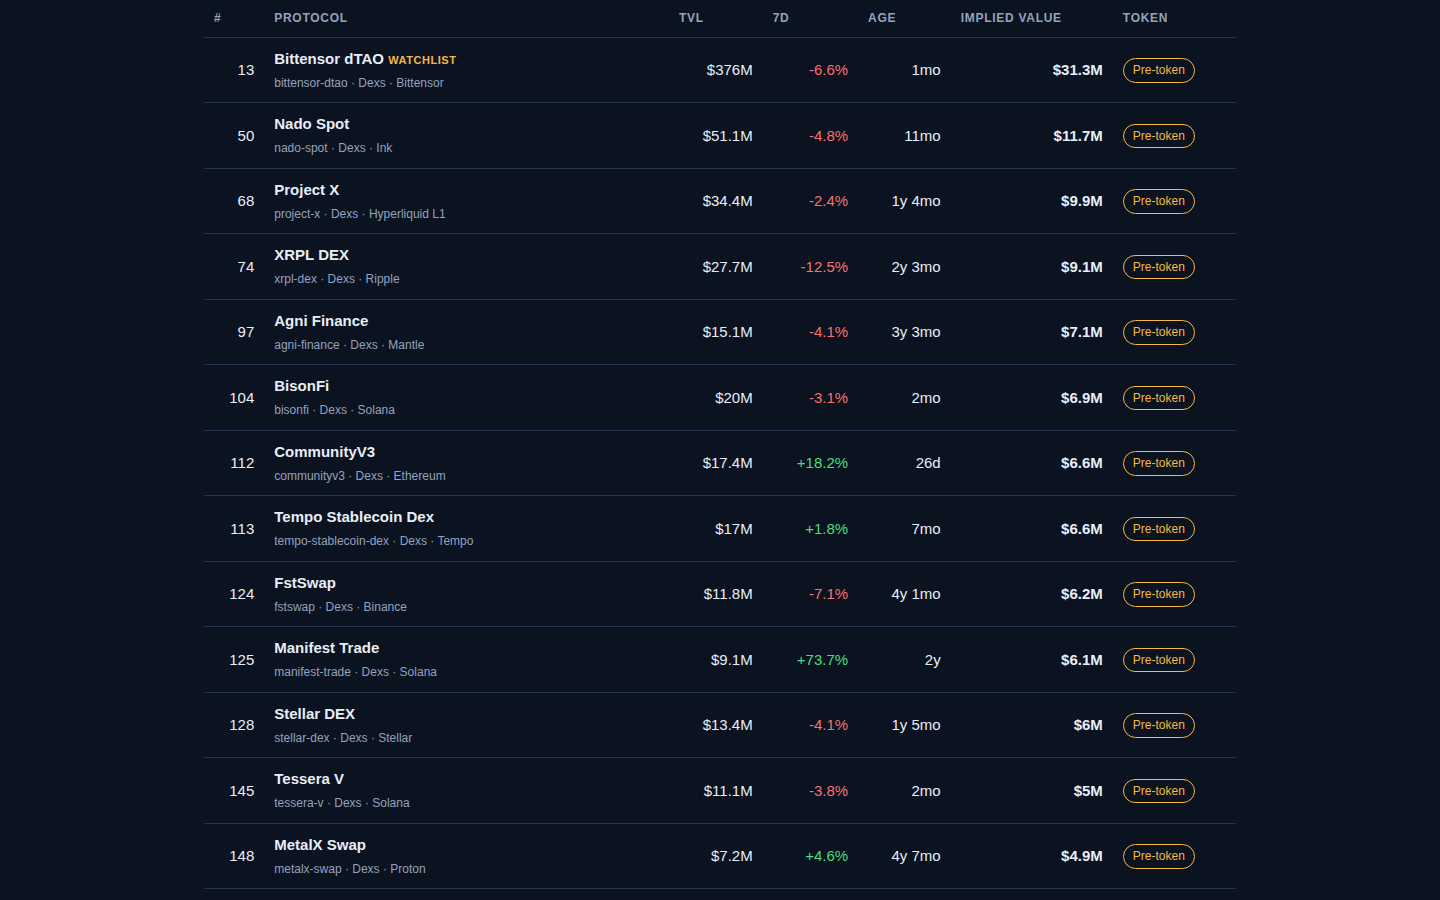 # PROTOCOL TVL 7D AGE IMPLIED VALUE TOKEN
13 Bittensor dTAO WATCHLIST $376M -6.6% 1mo $31.3M Pre-token
bittensor-dtao · Dexs · Bittensor
50 Nado Spot $51.1M -4.8% 11mo $11.7M Pre-token
nado-spot · Dexs · Ink
68 Project X $34.4M -2.4% 1y 4mo $9.9M Pre-token
project-x · Dexs · Hyperliquid L1
74 XRPL DEX $27.7M -12.5% 2y 3mo $9.1M Pre-token
xrpl-dex · Dexs · Ripple
97 Agni Finance $15.1M -4.1% 3y 3mo $7.1M Pre-token
agni-finance · Dexs · Mantle
104 BisonFi $20M -3.1% 2mo $6.9M Pre-token
bisonfi · Dexs · Solana
112 CommunityV3 $17.4M +18.2% 26d $6.6M Pre-token
communityv3 · Dexs · Ethereum
113 Tempo Stablecoin Dex $17M +1.8% 7mo $6.6M Pre-token
tempo-stablecoin-dex · Dexs · Tempo
124 FstSwap $11.8M -7.1% 4y 1mo $6.2M Pre-token
fstswap · Dexs · Binance
125 Manifest Trade $9.1M +73.7% 2y $6.1M Pre-token
manifest-trade · Dexs · Solana
128 Stellar DEX $13.4M -4.1% 1y 5mo $6M Pre-token
stellar-dex · Dexs · Stellar
145 Tessera V $11.1M -3.8% 2mo $5M Pre-token
tessera-v · Dexs · Solana
148 MetalX Swap $7.2M +4.6% 4y 7mo $4.9M Pre-token
metalx-swap · Dexs · Proton